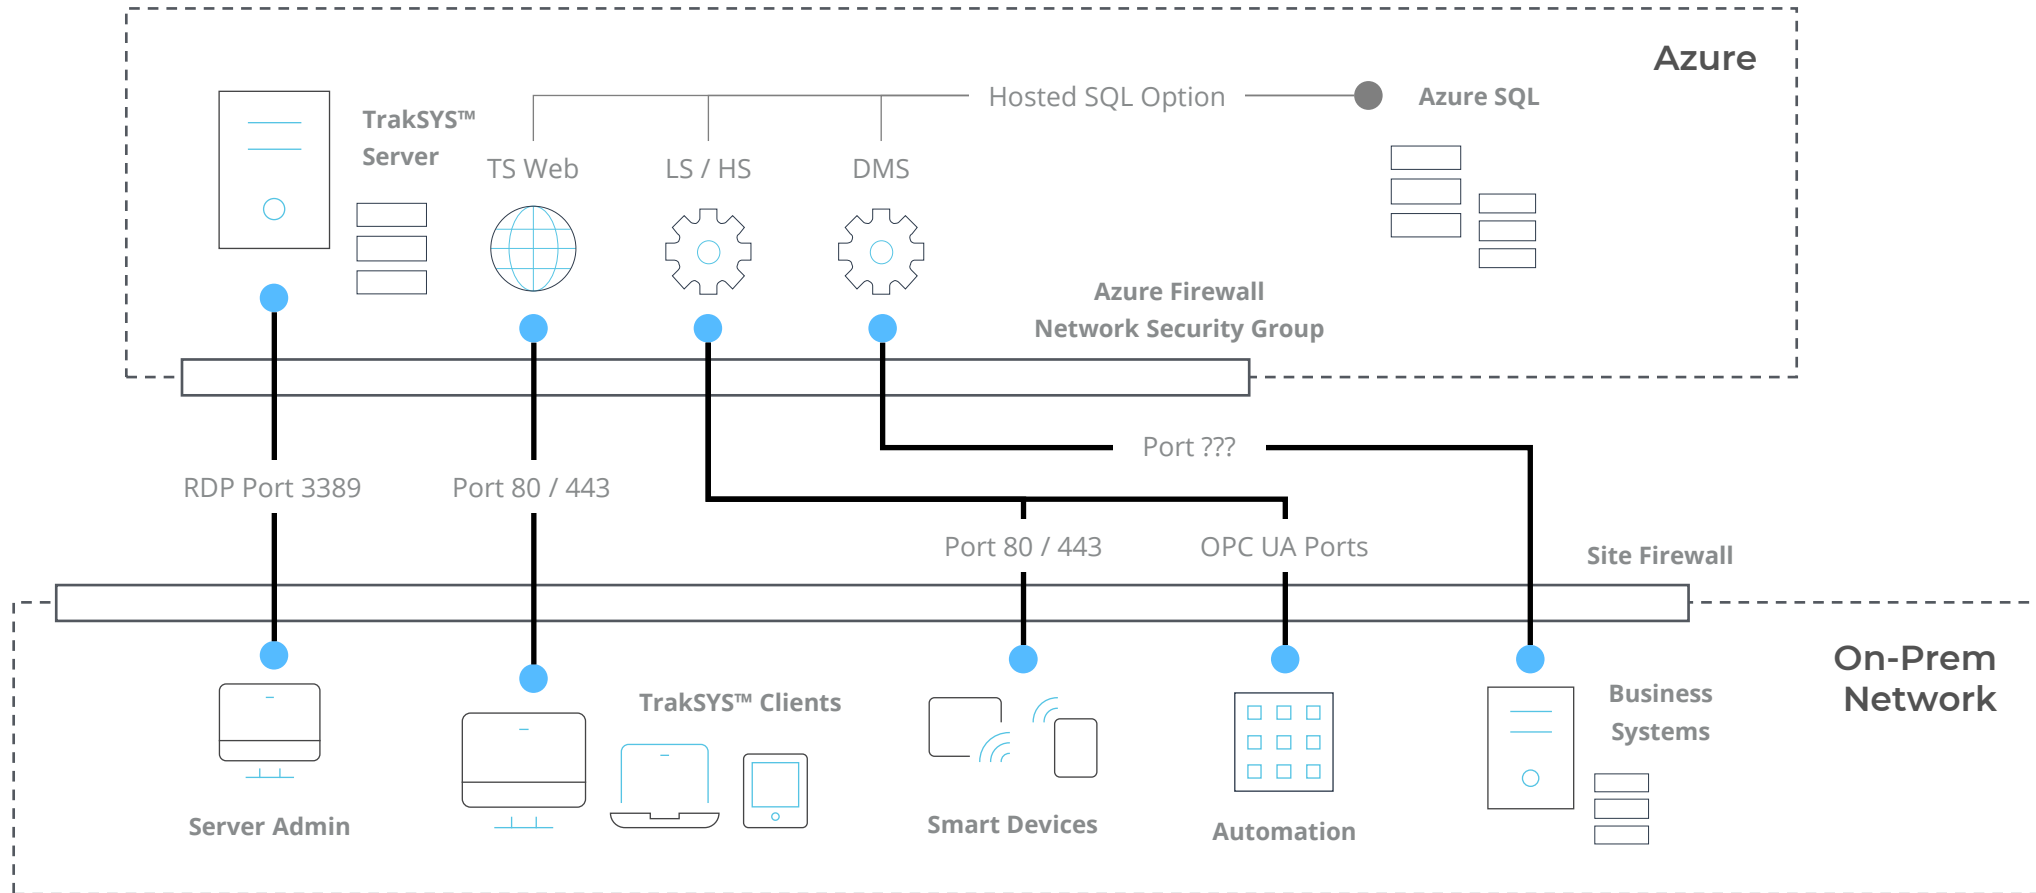 Azure
Hosted SQL Option
Azure SQL
TrakSYS™
Server
TS Web
LS / HS
DMS
Azure Firewall
Network Security Group
Port ???
RDP Port 3389
Port 80 / 443
Port 80 / 443
OPC UA Ports
Site Firewall
On-Prem
Network
TrakSYS™ Clients
Business
Systems
Server Admin
Smart Devices
Automation